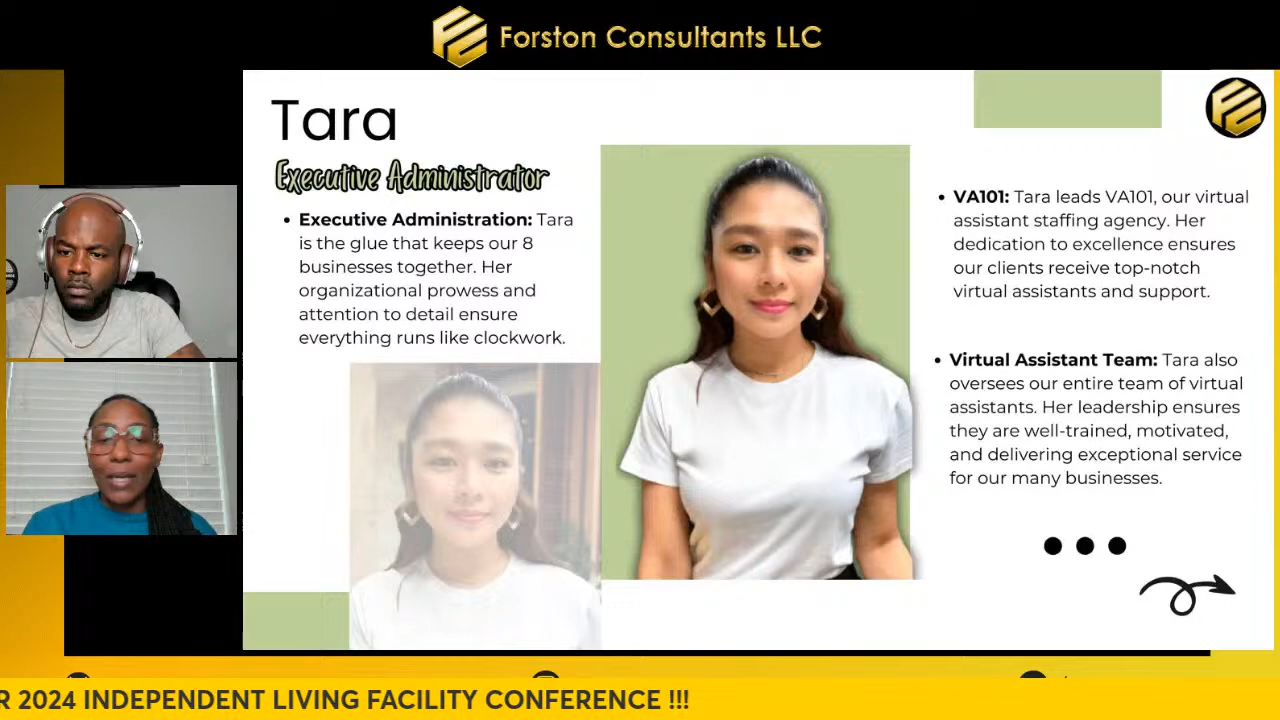 Forston Consultants LLC
Tara
Executive Administrator
• Executive Administration: Tara
is the glue that keeps our 8
businesses together. Her
organizational prowess and
attention to detail ensure
everything runs like clockwork.
• VA101: Tara leads VA101, our virtual
assistant staffing agency. Her
dedication to excellence ensures
our clients receive top-notch
virtual assistants and support.
• Virtual Assistant Team: Tara also
oversees our entire team of virtual
assistants. Her leadership ensures
they are well-trained, motivated,
and delivering exceptional service
for our many businesses.
R 2024 INDEPENDENT LIVING FACILITY CONFERENCE !!!